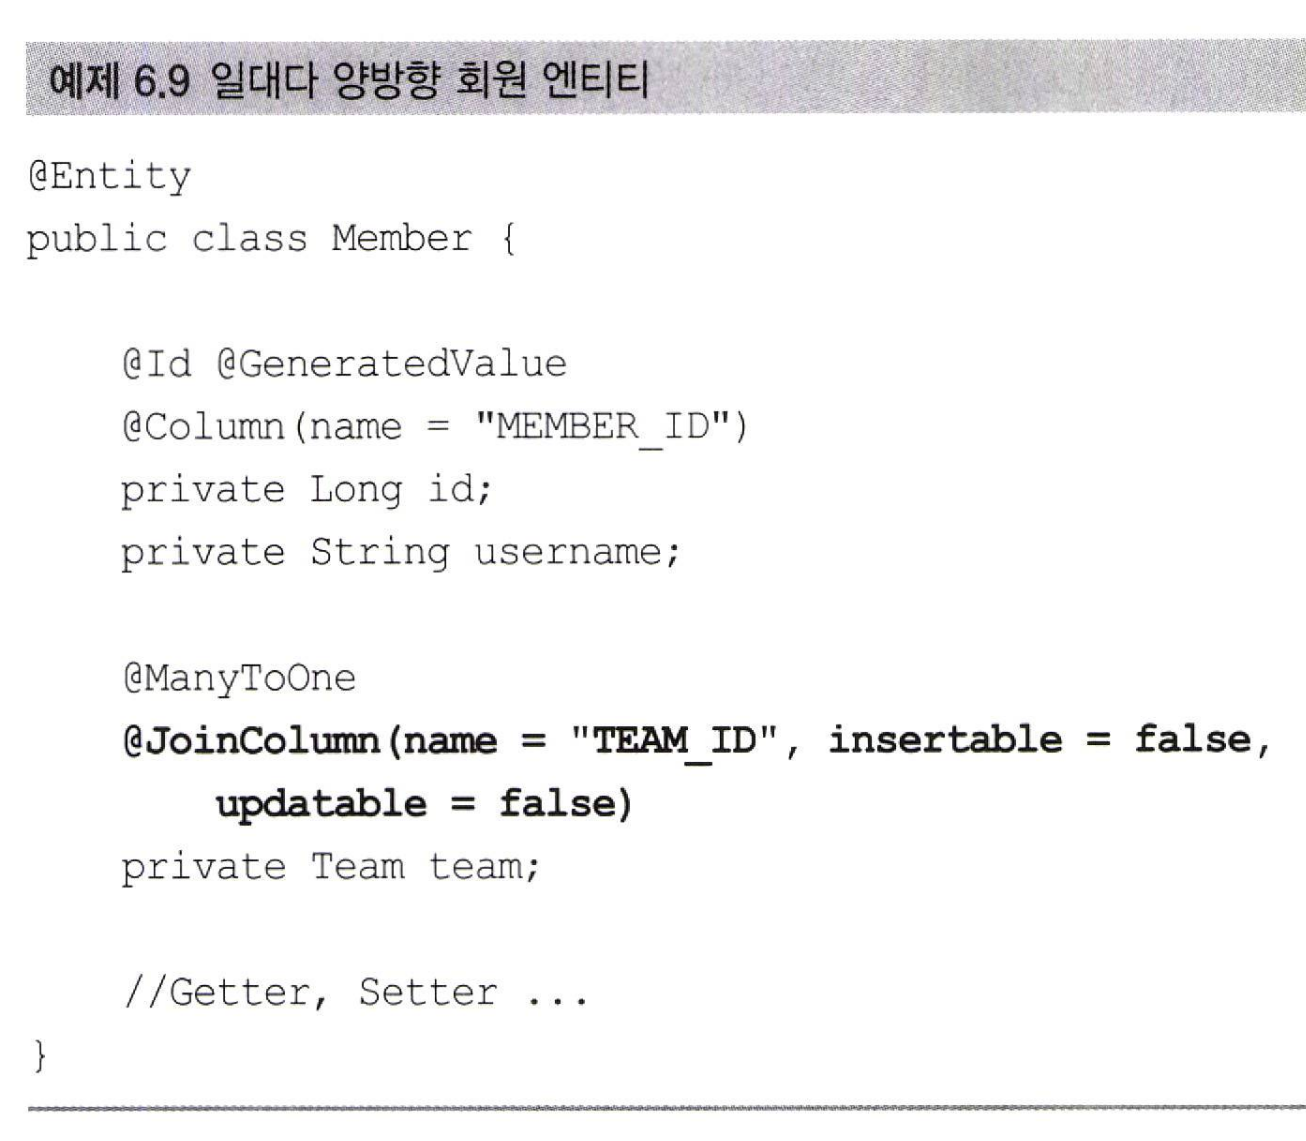 예제 6.9 일대다 양방향 회원 엔티티
@Entity
public class Member {
@Id @GeneratedValue
@Column(name = "MEMBER_ID")
private Long id;
private String username;
@ManyToOne
@JoinColumn(name = "TEAM_ID", insertable = false,
updatable = false)
private Team team;
//Getter, Setter ...
}